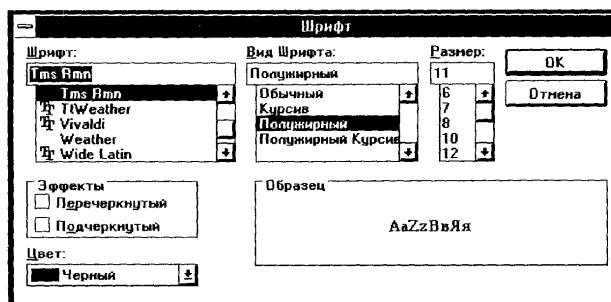 Шрифт
Шрифт:
Tms Rmn
Tms Rmn
TtWeather
Vivaldi
Weather
Wide Latin
Вид Шрифта:
Полужирный
Обычный
Курсив
Полужирный
Полужирный Курсив
Размер:
11
6
7
8
10
12
OK
Отмена
Эффекты
Перечеркнутый
Подчеркнутый
Цвет:
Черный
Образец
AaZzВвЯя